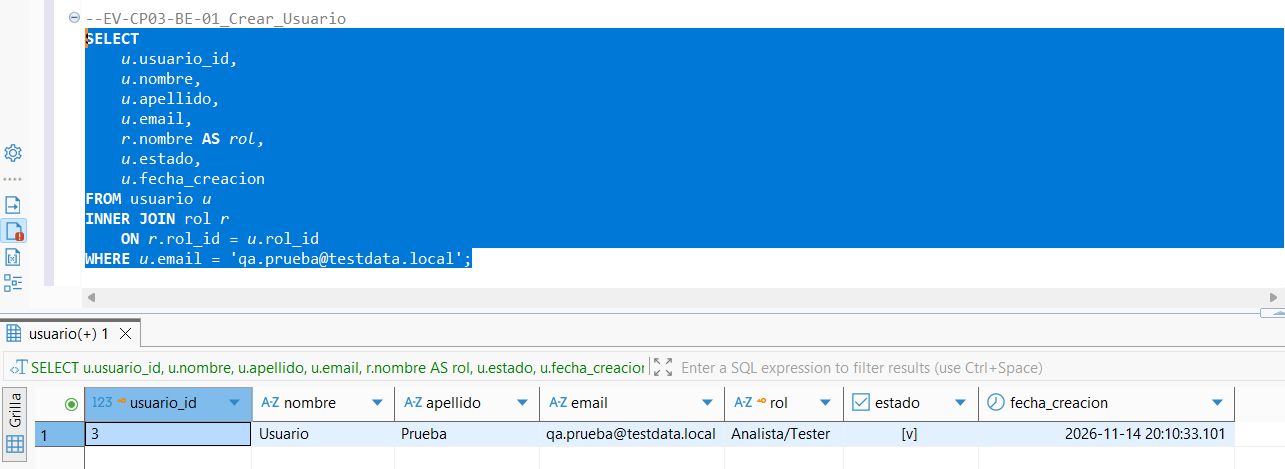 --EV-CP03-BE-01_Crear_Usuario
SELECT
u.usuario_id,
u.nombre,
u.apellido,
u.email,
r.nombre AS rol,
u.estado,
u.fecha_creacion
FROM usuario u
INNER JOIN rol r
ON r.rol_id = u.rol_id
WHERE u.email = 'qa.prueba@testdata.local';
usuario(+) 1
SELECT u.usuario_id, u.nombre, u.apellido, u.email, r.nombre AS rol, u.estado, u.fecha_creacion Enter a SQL expression to filter results (use Ctrl+Space)
Grilla
123 usuario_id A-Z nombre A-Z apellido A-Z email A-Z rol estado fecha_creacion
1 3 Usuario Prueba qa.prueba@testdata.local Analista/Tester [v] 2026-11-14 20:10:33.101